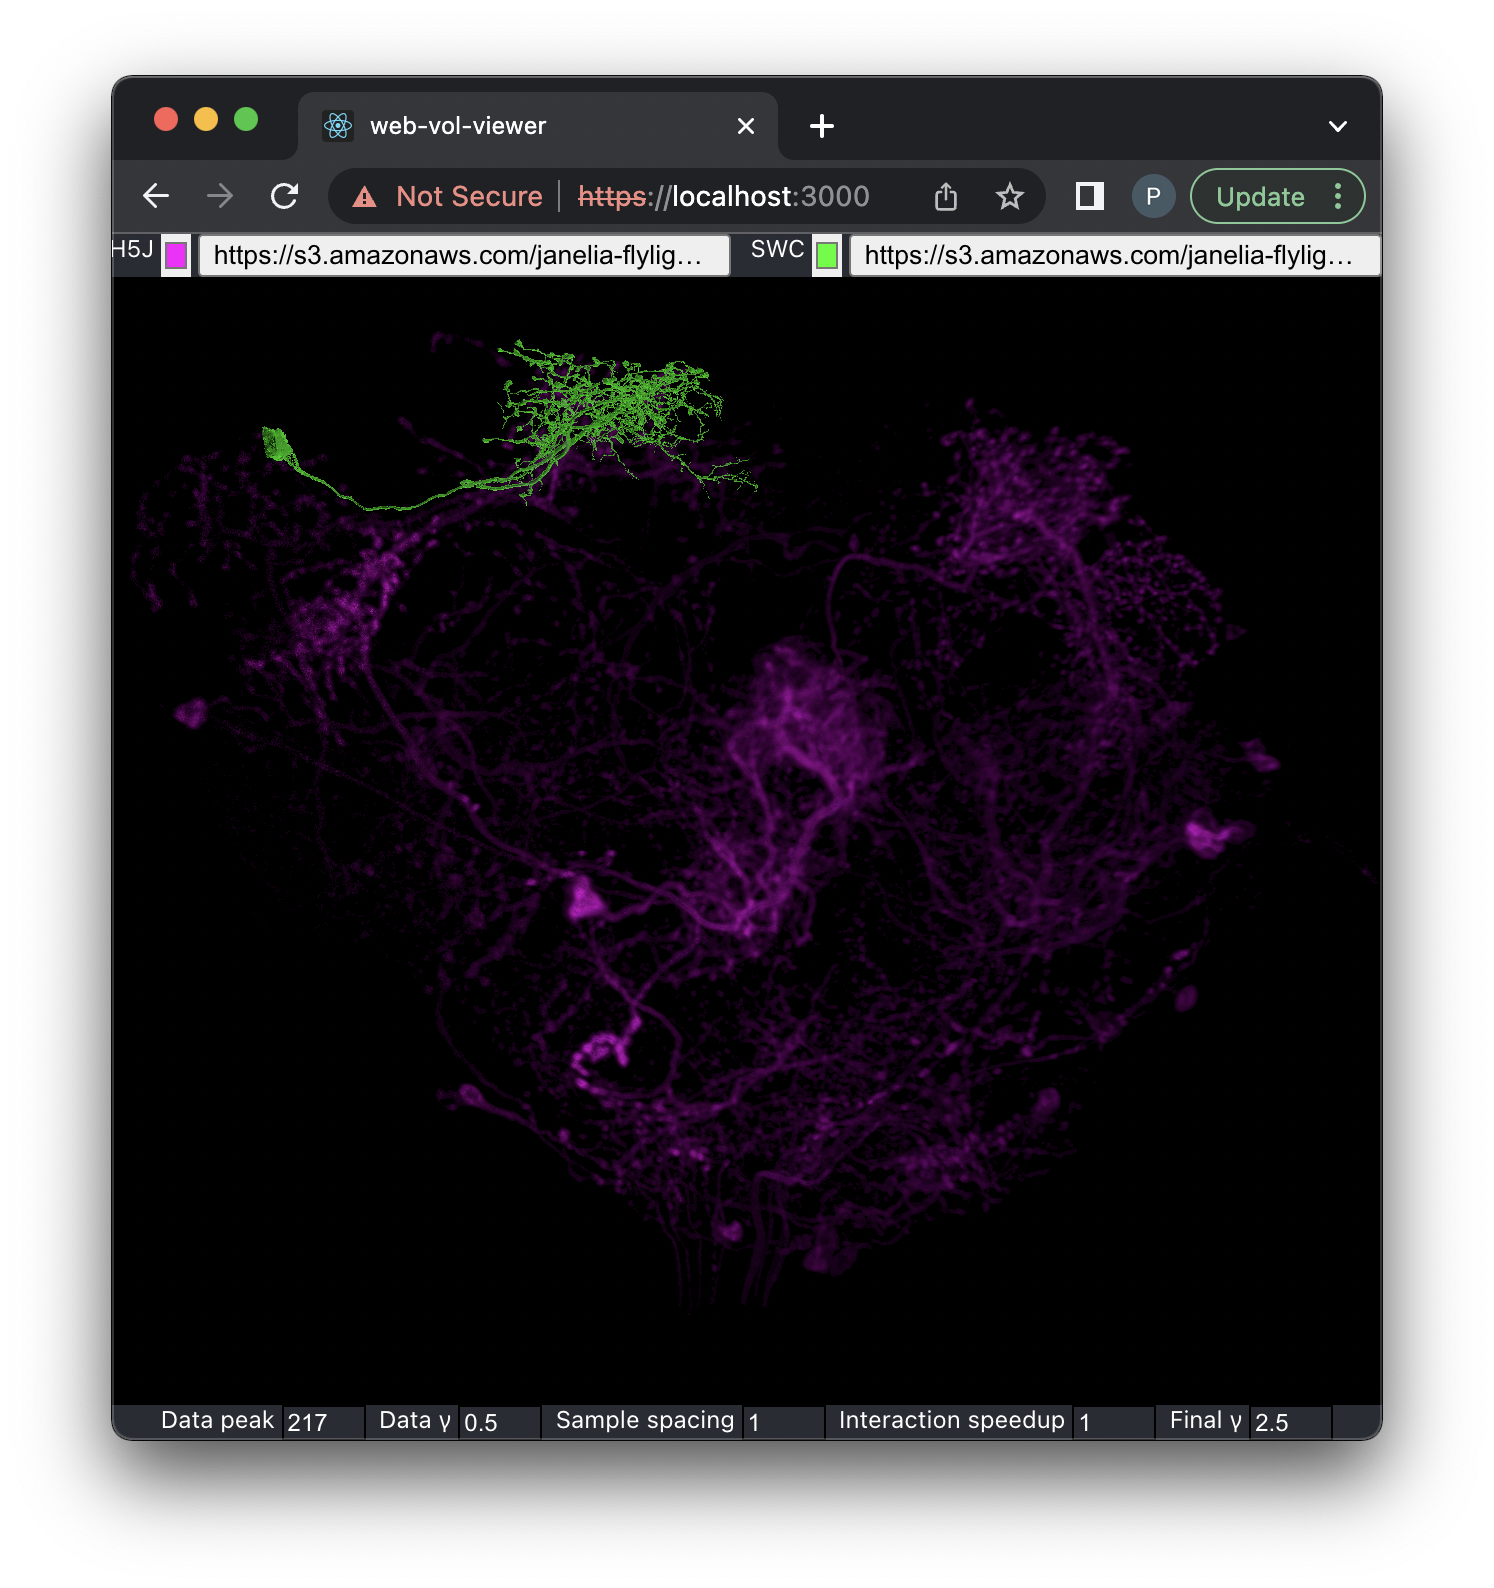 web-vol-viewer
Not Secure https://localhost:3000 P Update
H5J https://s3.amazonaws.com/janelia-flylig… SWC https://s3.amazonaws.com/janelia-flylig…
Data peak 217 Data γ 0.5 Sample spacing 1 Interaction speedup 1 Final γ 2.5